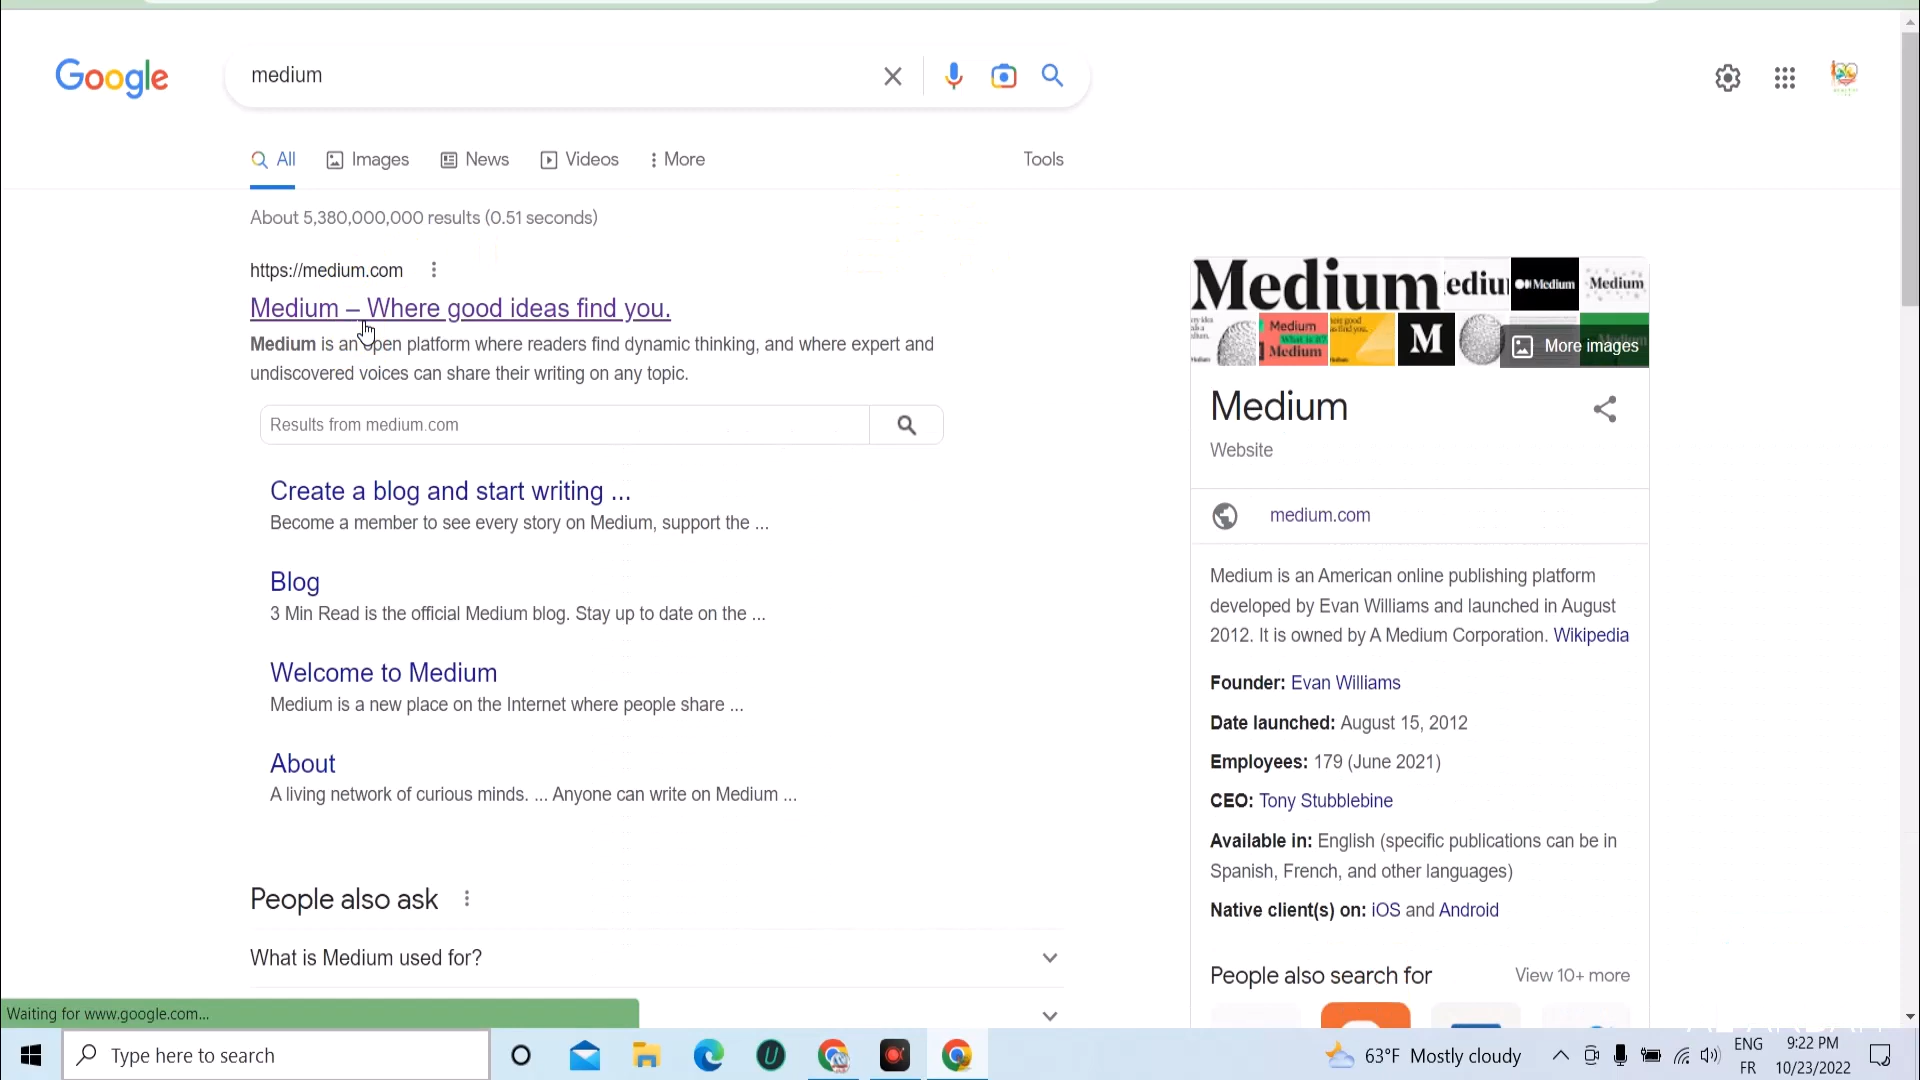 Google
medium
All
Images
News
Videos
More
Tools
About 5,380,000,000 results (0.51 seconds)
https://medium.com
Medium – Where good ideas find you.
Medium is an open platform where readers find dynamic thinking, and where expert and
undiscovered voices can share their writing on any topic.
Results from medium.com
Create a blog and start writing ...
Become a member to see every story on Medium, support the ...
Blog
3 Min Read is the official Medium blog. Stay up to date on the ...
Welcome to Medium
Medium is a new place on the Internet where people share ...
About
A living network of curious minds. ... Anyone can write on Medium ...
People also ask
What is Medium used for?
Medium
Medium
Medium
Medium
What is it?
Medium
M
More images
Medium
Website
medium.com
Medium is an American online publishing platform
developed by Evan Williams and launched in August
2012. It is owned by A Medium Corporation. Wikipedia
Founder: Evan Williams
Date launched: August 15, 2012
Employees: 179 (June 2021)
CEO: Tony Stubblebine
Available in: English (specific publications can be in
Spanish, French, and other languages)
Native client(s) on: iOS and Android
People also search for
View 10+ more
Waiting for www.google.com...
Type here to search
63°F Mostly cloudy
ENG
FR
9:22 PM
10/23/2022